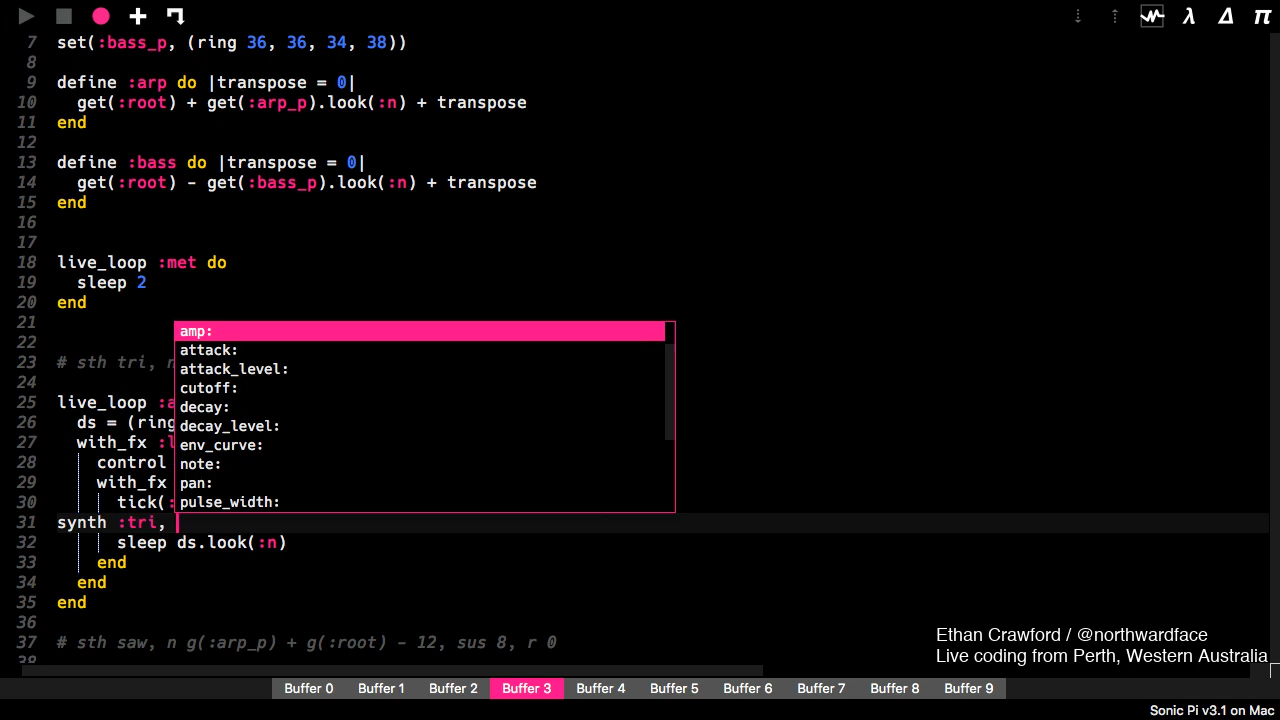 λ Δ π
7 set(:bass_p, (ring 36, 36, 34, 38))
8
9 define :arp do |transpose = 0|
10 get(:root) + get(:arp_p).look(:n) + transpose
11 end
12
13 define :bass do |transpose = 0|
14 get(:root) - get(:bass_p).look(:n) + transpose
15 end
16
17
18 live_loop :met do
19 sleep 2
20 end
21
22
23 # sth tri,
24
25 live_loop
26 ds = (ring
27 with_fx
28 control
29 with_fx
30 tick(:
31 synth :tri,
amp:
attack:
attack_level:
cutoff:
decay:
decay_level:
env_curve:
note:
pan:
pulse_width:
32 sleep ds.look(:n)
33 end
34 end
35 end
36
37 # sth saw, n g(:arp_p) + g(:root) - 12, sus 8, r 0
38
Ethan Crawford / @northwardface
Live coding from Perth, Western Australia
Buffer 0 Buffer 1 Buffer 2 Buffer 3 Buffer 4 Buffer 5 Buffer 6 Buffer 7 Buffer 8 Buffer 9
Sonic Pi v3.1 on Mac